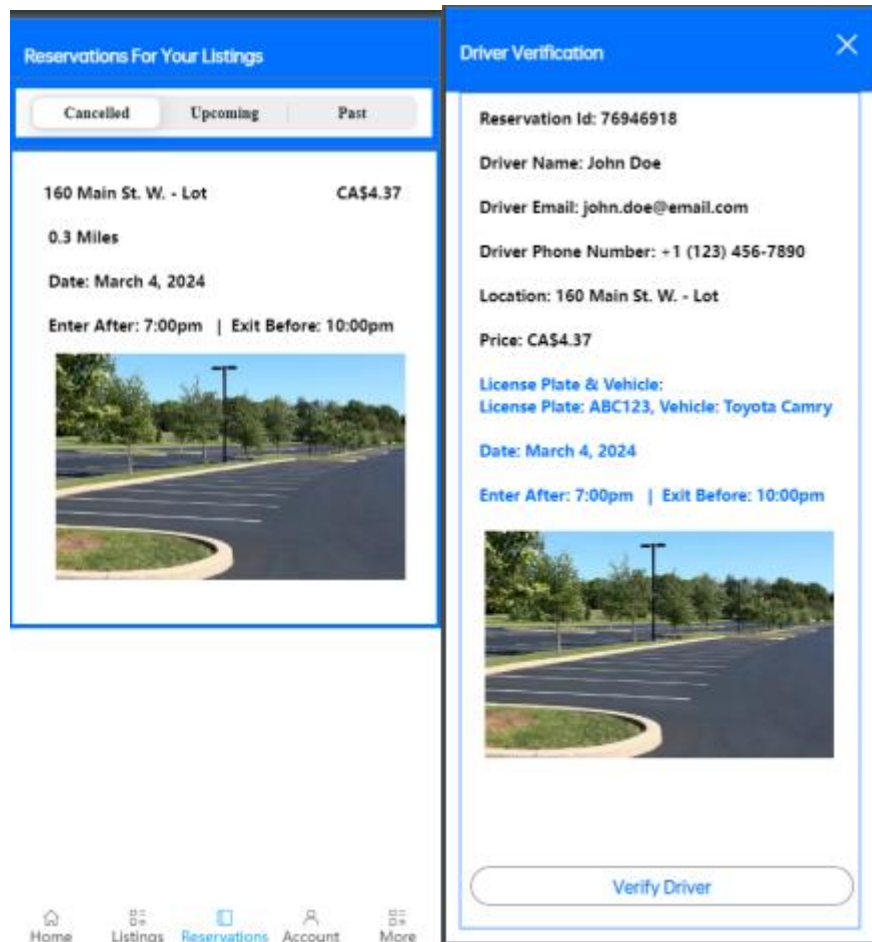 Reservations For Your Listings
Cancelled Upcoming Past
160 Main St. W. - Lot CA$4.37
0.3 Miles
Date: March 4, 2024
Enter After: 7:00pm | Exit Before: 10:00pm
Home Listings Reservations Account More
Driver Verification
Reservation Id: 76946918
Driver Name: John Doe
Driver Email: john.doe@email.com
Driver Phone Number: +1 (123) 456-7890
Location: 160 Main St. W. - Lot
Price: CA$4.37
License Plate & Vehicle:
License Plate: ABC123, Vehicle: Toyota Camry
Date: March 4, 2024
Enter After: 7:00pm | Exit Before: 10:00pm
Verify Driver